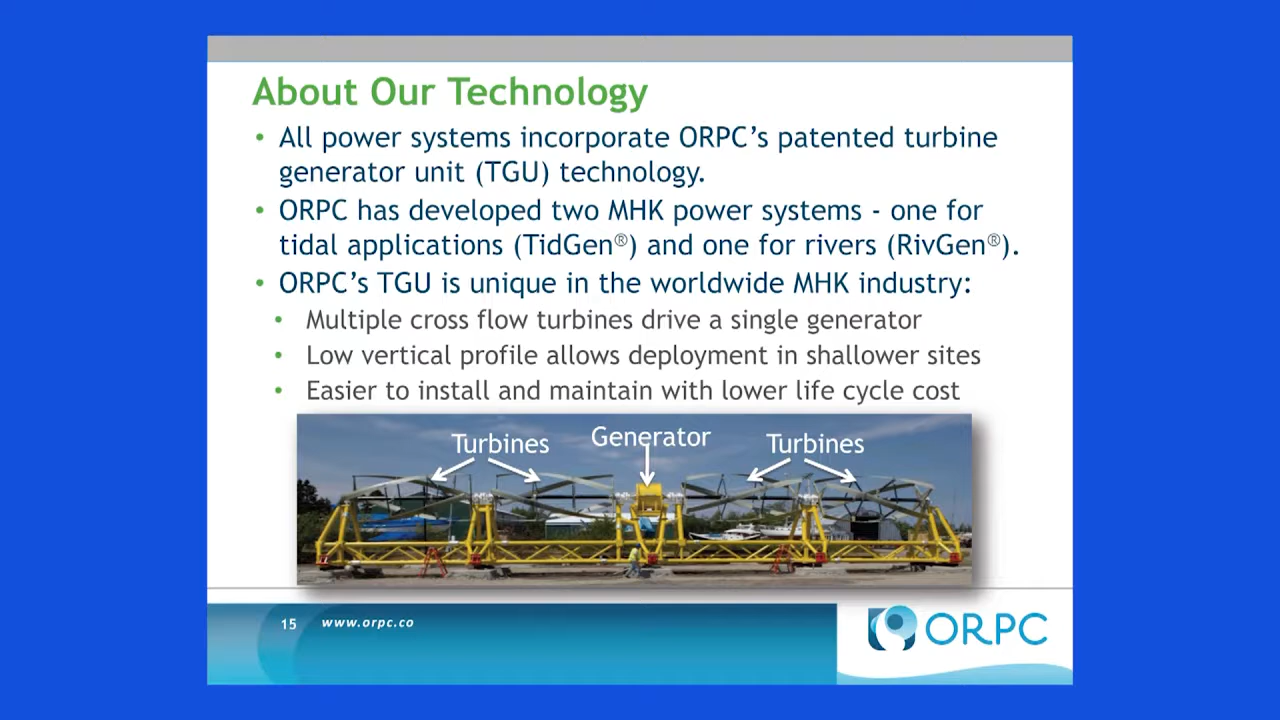 About Our Technology
• All power systems incorporate ORPC’s patented turbine
generator unit (TGU) technology.
• ORPC has developed two MHK power systems - one for
tidal applications (TidGen®) and one for rivers (RivGen®).
• ORPC’s TGU is unique in the worldwide MHK industry:
• Multiple cross flow turbines drive a single generator
• Low vertical profile allows deployment in shallower sites
• Easier to install and maintain with lower life cycle cost
Turbines Generator Turbines
15 www.orpc.co
ORPC